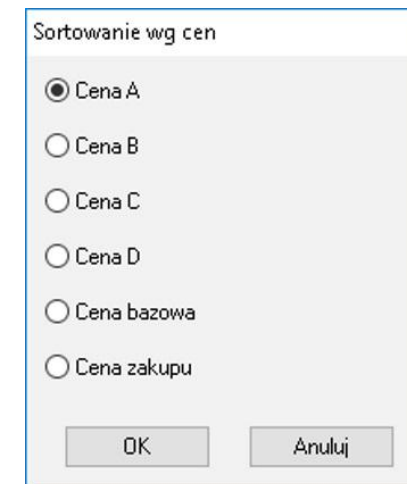 Sortowanie wg cen
Cena A
Cena B
Cena C
Cena D
Cena bazowa
Cena zakupu
OK Anuluj